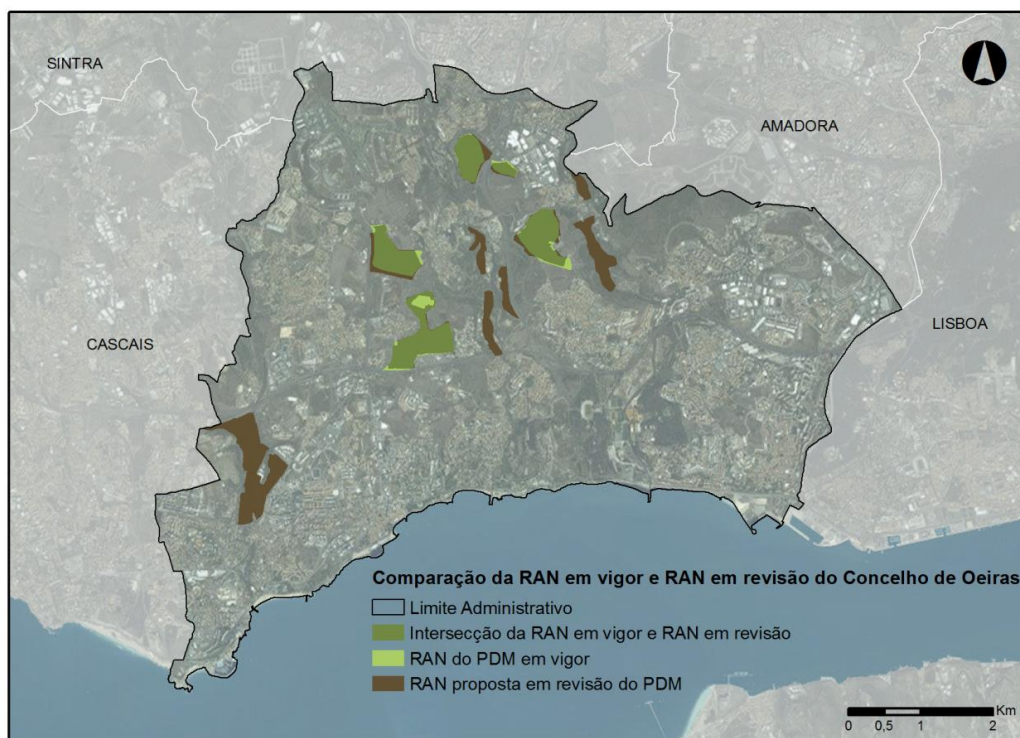 SINTRA
AMADORA
CASCAIS
LISBOA
Comparação da RAN em vigor e RAN em revisão do Concelho de Oeiras
Limite Administrativo
Intersecção da RAN em vigor e RAN em revisão
RAN do PDM em vigor
RAN proposta em revisão do PDM
Km
0 0,5 1 2